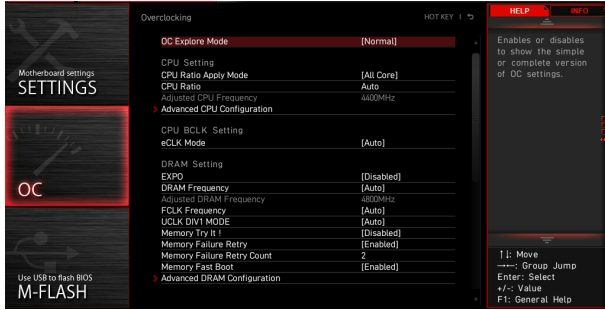 Overclocking
HOT KEY |
HELP
INFO
Motherboard settings
SETTINGS
OC
Use USB to flash BIOS
M-FLASH
OC Explore Mode [Normal]
CPU Setting
CPU Ratio Apply Mode [All Core]
CPU Ratio Auto
Adjusted CPU Frequency 4400MHz
> Advanced CPU Configuration
CPU BCLK Setting
eCLK Mode [Auto]
DRAM Setting
EXPO [Disabled]
DRAM Frequency [Auto]
Adjusted DRAM Frequency 4800MHz
FCLK Frequency [Auto]
UCLK DIV1 MODE [Auto]
Memory Try It ! [Disabled]
Memory Failure Retry [Enabled]
Memory Failure Retry Count 2
Memory Fast Boot [Enabled]
> Advanced DRAM Configuration
Enables or disables
to show the simple
or complete version
of OC settings.
↑↓: Move
→←: Group Jump
Enter: Select
+/-: Value
F1: General Help